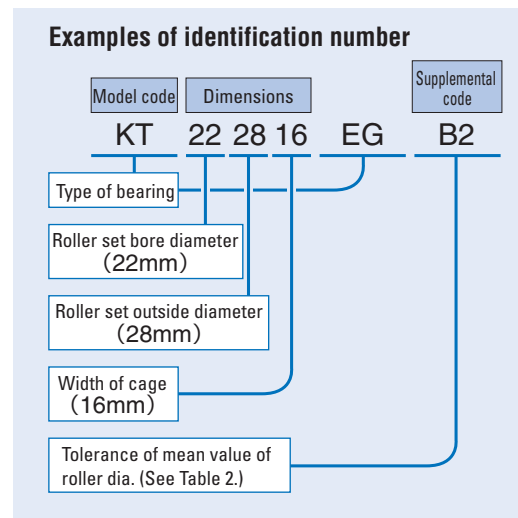 Examples of identification number
Model code Dimensions Supplemental
code
KT 22 28 16 EG B2
Type of bearing
Roller set bore diameter
（22mm）
Roller set outside diameter
（28mm）
Width of cage
（16mm）
Tolerance of mean value of
roller dia. (See Table 2.)